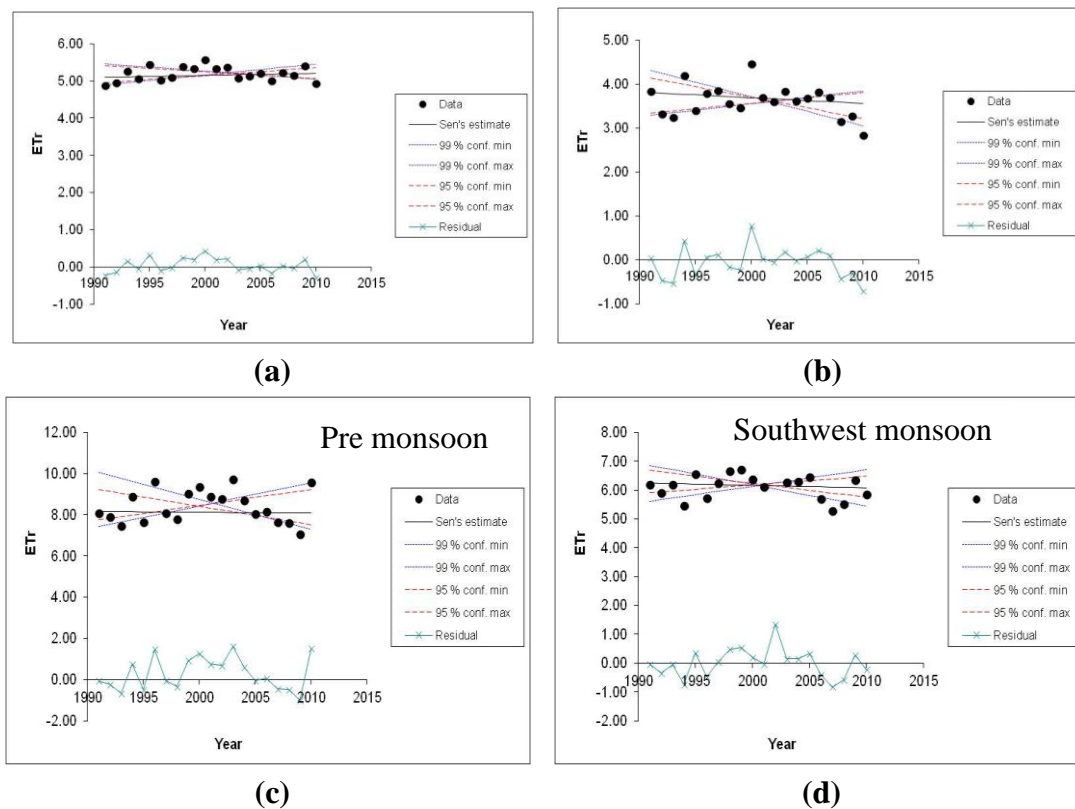 6.00
5.00
4.00
3.00
2.00
1.00
0.00
-1.00
ETr
1990 1995 2000 2005 2010 2015
Year
Data
Sen's estimate
99 % conf. min
99 % conf. max
95 % conf. min
95 % conf. max
Residual
(a)
5.00
4.00
3.00
2.00
1.00
0.00
-1.00
ETr
1990 1995 2000 2005 2010 2015
Year
Data
Sen's estimate
99 % conf. min
99 % conf. max
95 % conf. min
95 % conf. max
Residual
(b)
Pre monsoon
12.00
10.00
8.00
6.00
4.00
2.00
0.00
-2.00
ETr
1990 1995 2000 2005 2010 2015
Year
Data
Sen's estimate
99 % conf. min
99 % conf. max
95 % conf. min
95 % conf. max
Residual
(c)
Southwest monsoon
8.00
7.00
6.00
5.00
4.00
3.00
2.00
1.00
0.00
-1.00
-2.00
ETr
1990 1995 2000 2005 2010 2015
Year
Data
Sen's estimate
99 % conf. min
99 % conf. max
95 % conf. min
95 % conf. max
Residual
(d)